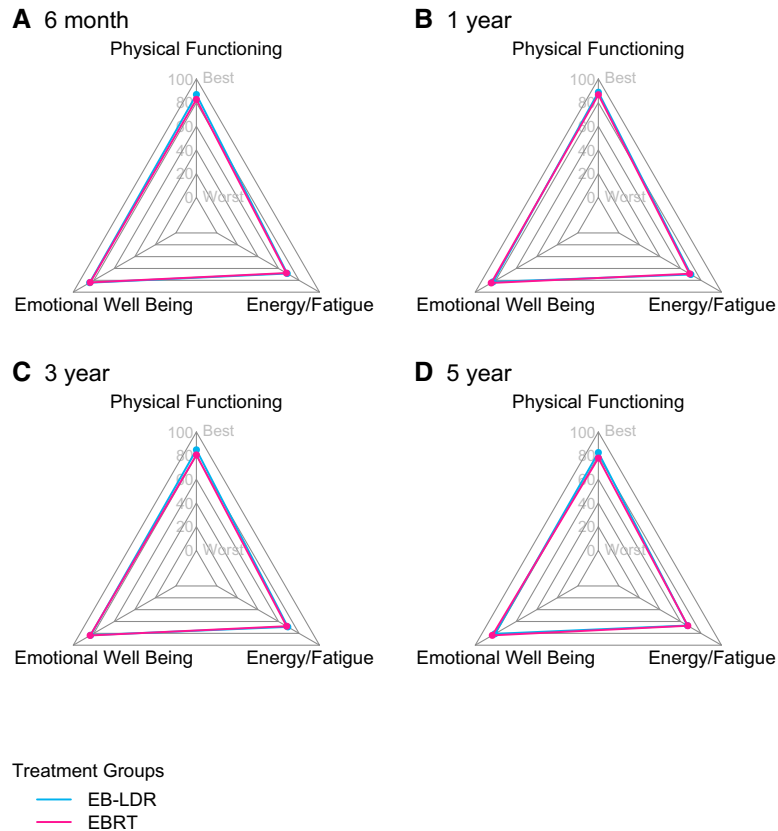 A 6 month
Physical Functioning
100 Best
80
60
40
20
0 Worst
Emotional Well Being Energy/Fatigue
B 1 year
Physical Functioning
100 Best
80
60
40
20
0 Worst
Emotional Well Being Energy/Fatigue
C 3 year
Physical Functioning
100 Best
80
60
40
20
0 Worst
Emotional Well Being Energy/Fatigue
D 5 year
Physical Functioning
100 Best
80
60
40
20
0 Worst
Emotional Well Being Energy/Fatigue
Treatment Groups
EB-LDR
EBRT